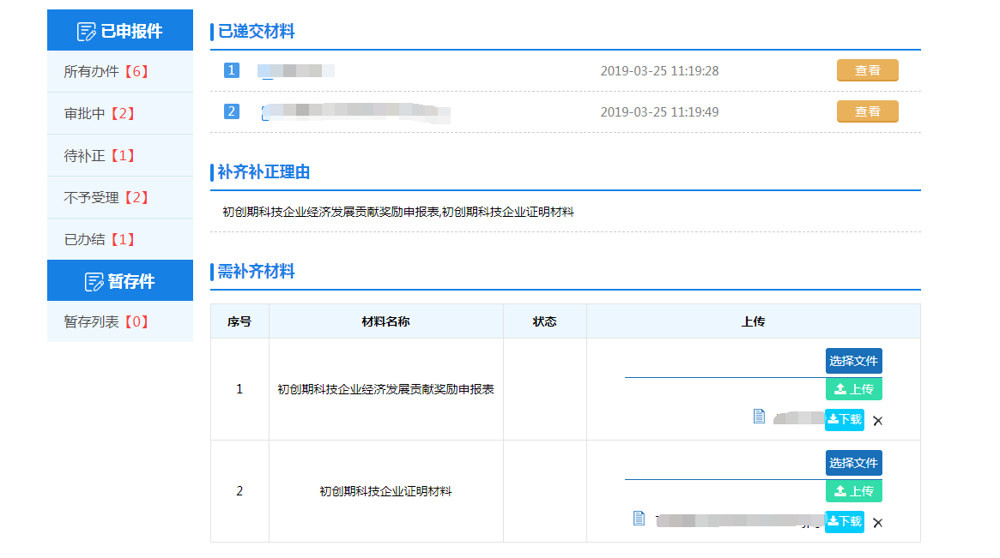 已申报件
所有办件【6】
审批中【2】
待补正【1】
不予受理【2】
已办结【1】
暂存件
暂存列表【0】
已递交材料
1 2019-03-25 11:19:28 查看
2 2019-03-25 11:19:49 查看
补齐补正理由
初创期科技企业经济发展贡献奖励申报表,初创期科技企业证明材料
需补齐材料
序号 材料名称 状态 上传
选择文件
1 初创期科技企业经济发展贡献奖励申报表 上传
下载
选择文件
2 初创期科技企业证明材料 上传
下载